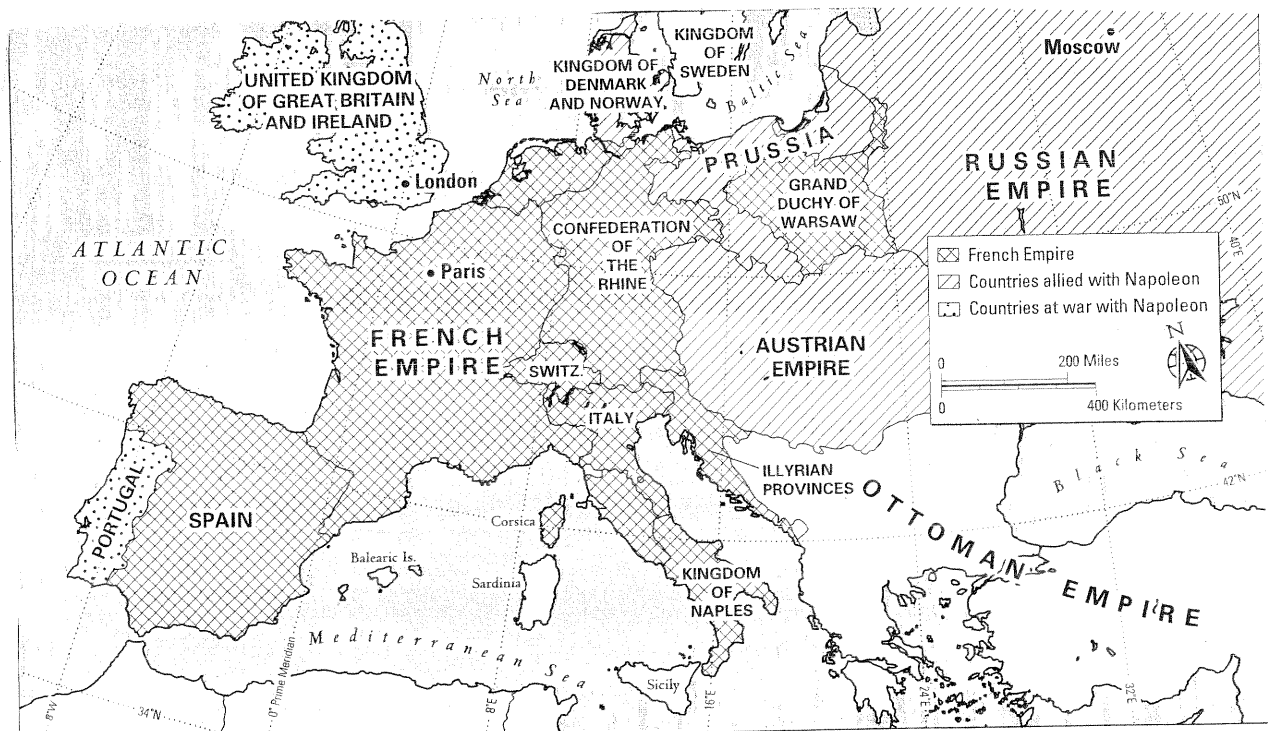 UNITED KINGDOM
OF GREAT BRITAIN
AND IRELAND
London
North
Sea
KINGDOM OF
DENMARK
AND NORWAY
KINGDOM
OF
SWEDEN
Baltic Sea
Moscow
RUSSIAN
EMPIRE
PRUSSIA
GRAND
DUCHY OF
WARSAW
CONFEDERATION
OF
THE
RHINE
ATLANTIC
OCEAN
Paris
FRENCH
EMPIRE
SWITZ.
AUSTRIAN
EMPIRE
ITALY
ILLYRIAN
PROVINCES
50°N
40°E
French Empire
Countries allied with Napoleon
Countries at war with Napoleon
N
0 200 Miles
0 400 Kilometers
Black Sea
42°N
OTTOMAN EMPIRE
PORTUGAL
SPAIN
Corsica
Balearic Is.
Sardinia
KINGDOM
OF
NAPLES
Mediterranean Sea
Sicily
8°W
34°N
0° Prime Meridian
8°E
16°E
24°E
32°E